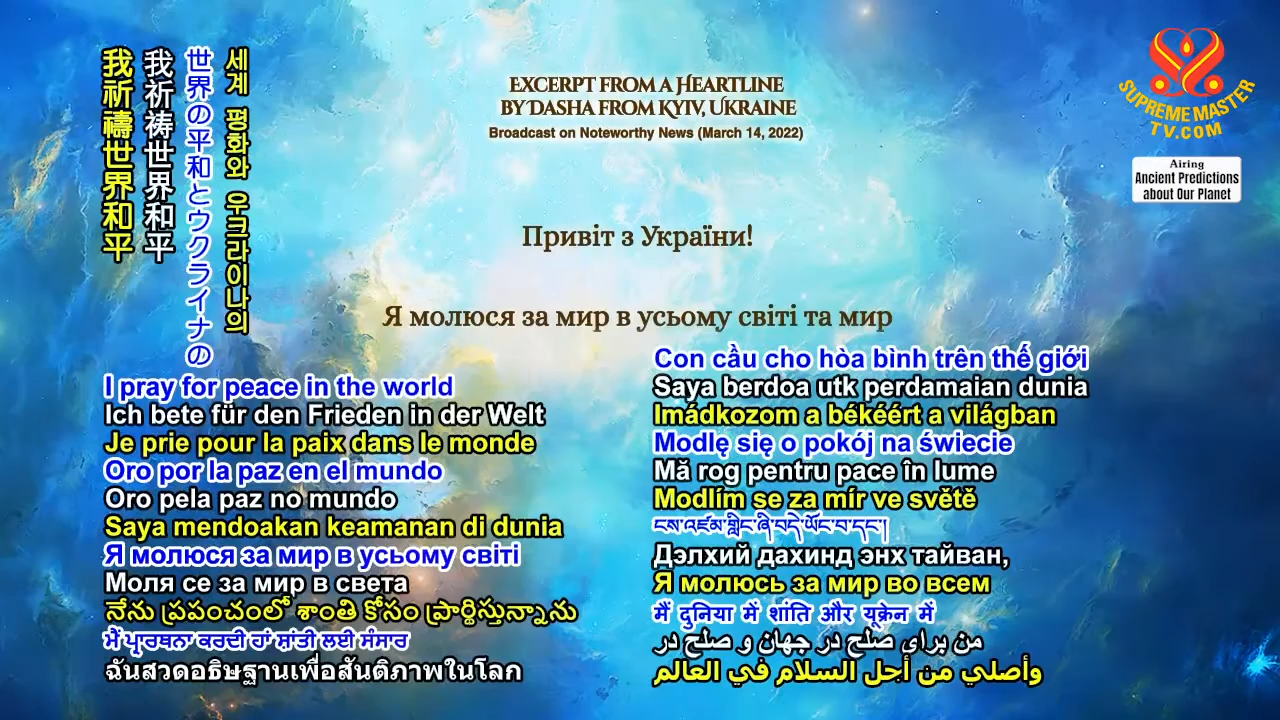 EXCERPT FROM A HEARTLINE
BY DASHA FROM KYIV, UKRAINE
Broadcast on Noteworthy News (March 14, 2022)
SUPREME MASTER
TV.COM
Airing
Ancient Predictions
about Our Planet
我祈禱世界和平
我祈祷世界和平
世界の平和とウクライナの
세계 평화와 우크라이나의
Привіт з України!
Я молюся за мир в усьому світі та мир
I pray for peace in the world
Ich bete für den Frieden in der Welt
Je prie pour la paix dans le monde
Oro por la paz en el mundo
Oro pela paz no mundo
Saya mendoakan keamanan di dunia
Я молюся за мир в усьому світі
Моля се за мир в света
నేను ప్రపంచంలో శాంతి కోసం ప్రార్థిస్తున్నాను
ਮੈਂ ਪ੍ਰਾਰਥਨਾ ਕਰਦੀ ਹਾਂ ਸ਼ਾਂਤੀ ਲਈ ਸੰਸਾਰ
ฉันสวดอธิษฐานเพื่อสันติภาพในโลก
Con cầu cho hòa bình trên thế giới
Saya berdoa utk perdamaian dunia
Imádkozom a békéért a világban
Modlę się o pokój na świecie
Mă rog pentru pace în lume
Modlím se za mír ve světě
ངས་འཛམ་གླིང་ཞི་བདེ་ཡོང་བ་དང་།
Дэлхий дахинд энх тайван,
Я молюсь за мир во всем
मैं दुनिया में शांति और यूक्रेन में
من برای صلح در جهان و صلح در
وأصلي من أجل السلام في العالم